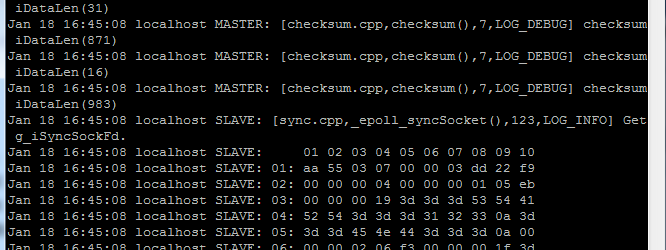 iDataLen(31)
Jan 18 16:45:08 localhost MASTER: [checksum.cpp,checksum(),7,LOG_DEBUG] checksum
iDataLen(871)
Jan 18 16:45:08 localhost MASTER: [checksum.cpp,checksum(),7,LOG_DEBUG] checksum
iDataLen(16)
Jan 18 16:45:08 localhost MASTER: [checksum.cpp,checksum(),7,LOG_DEBUG] checksum
iDataLen(983)
Jan 18 16:45:08 localhost SLAVE: [sync.cpp,_epoll_syncSocket(),123,LOG_INFO] Get
g_iSyncSockFd.
Jan 18 16:45:08 localhost SLAVE:     01 02 03 04 05 06 07 08 09 10
Jan 18 16:45:08 localhost SLAVE: 01: aa 55 03 07 00 00 03 dd 22 f9
Jan 18 16:45:08 localhost SLAVE: 02: 00 00 00 04 00 00 00 01 05 eb
Jan 18 16:45:08 localhost SLAVE: 03: 00 00 00 19 3d 3d 3d 53 54 41
Jan 18 16:45:08 localhost SLAVE: 04: 52 54 3d 3d 3d 31 32 33 0a 3d
Jan 18 16:45:08 localhost SLAVE: 05: 3d 3d 45 4e 44 3d 3d 3d 0a 00
Jan 18 16:45:08 localhost SLAVE: 06: 00 00 02 06 f3 00 00 00 1f 3d